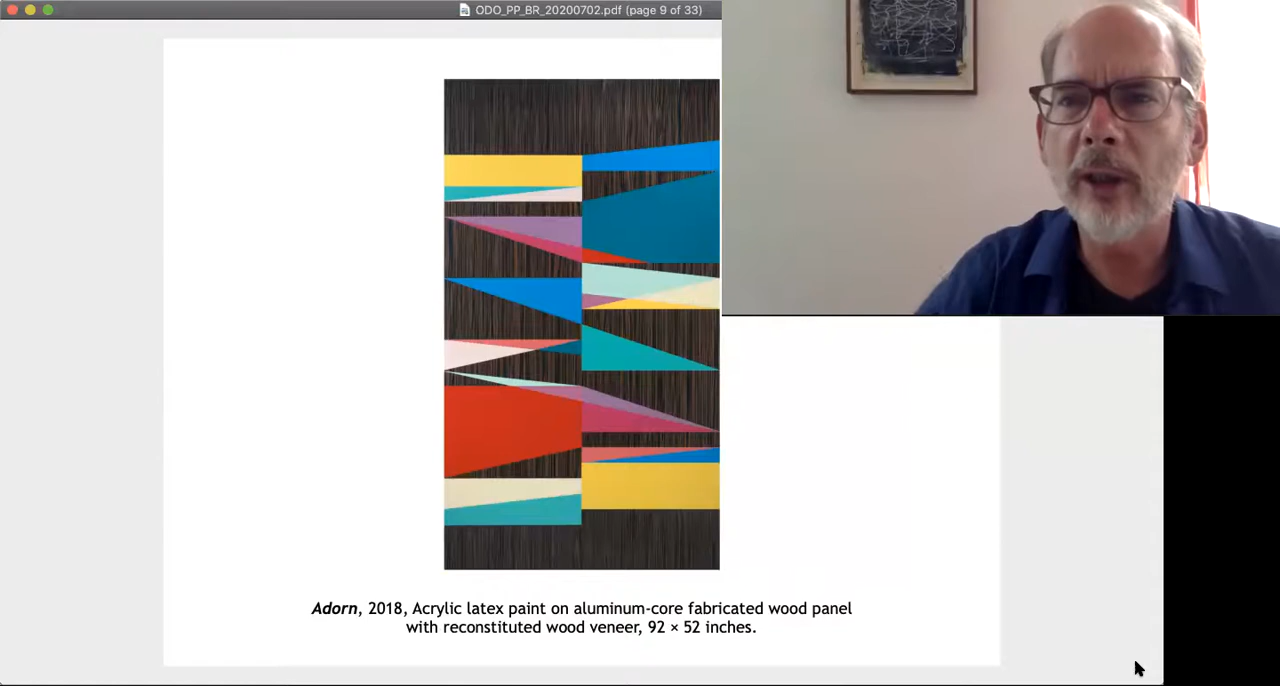 ODO_PP_BR_20200702.pdf (page 9 of 33)
Adorn, 2018, Acrylic latex paint on aluminum-core fabricated wood panel
with reconstituted wood veneer, 92 × 52 inches.